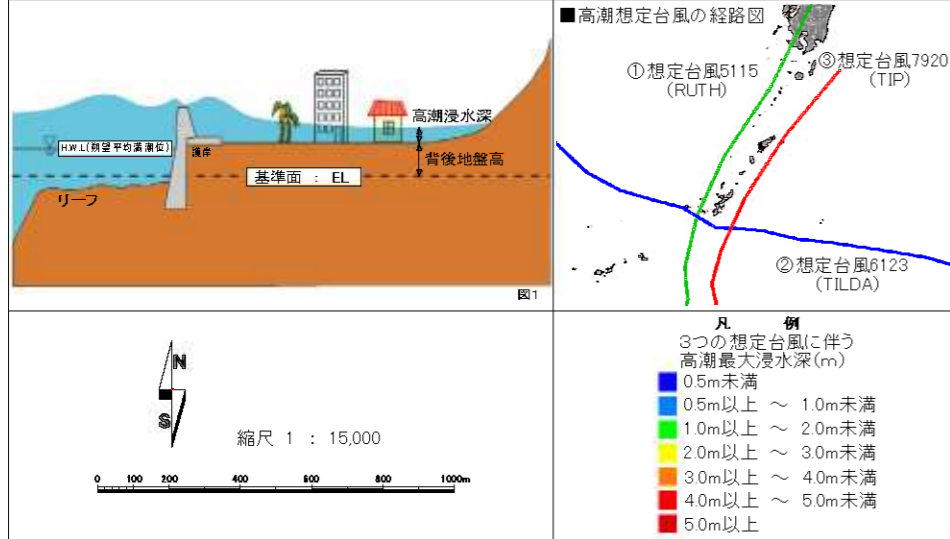 高潮浸水深
H.W.L(朔望平均満潮位)
護岸
背後地盤高
基準面 : EL
リーフ
図1
■高潮想定台風の経路図
①想定台風5115
(RUTH)
③想定台風7920
(TIP)
②想定台風6123
(TILDA)
N
S
縮尺 1 : 15,000
0 100 200 400 600 800 1000m
凡 例
3つの想定台風に伴う
高潮最大浸水深(m)
0.5m未満
0.5m以上 ~ 1.0m未満
1.0m以上 ~ 2.0m未満
2.0m以上 ~ 3.0m未満
3.0m以上 ~ 4.0m未満
4.0m以上 ~ 5.0m未満
5.0m以上